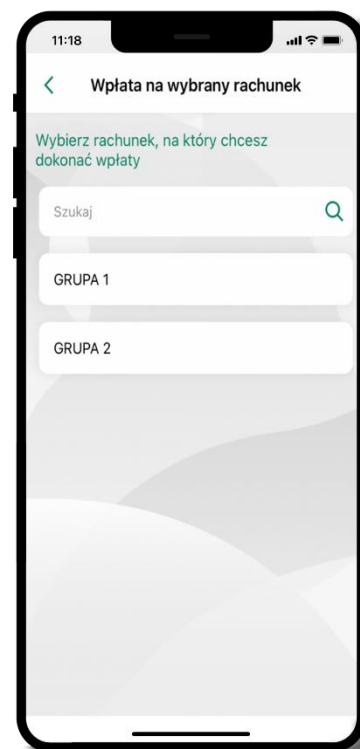 11:18
Wpłata na wybrany rachunek
Wybierz rachunek, na który chcesz
dokonać wpłaty
Szukaj
GRUPA 1
GRUPA 2